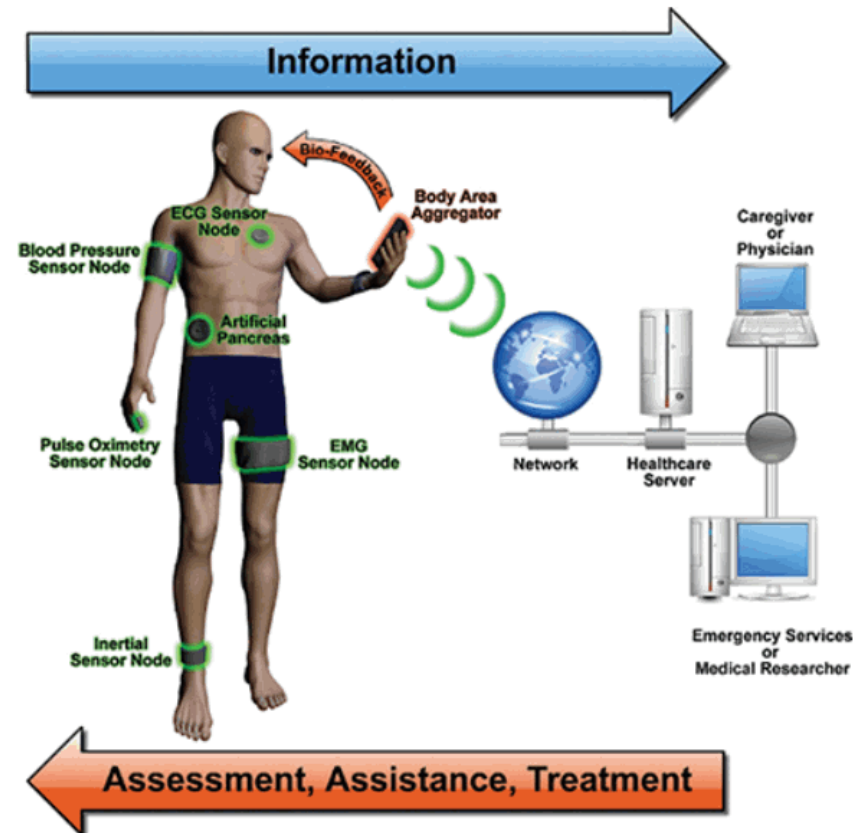 Information
Bio-Feedback
Body Area
Aggregator
ECG Sensor
Node
Blood Pressure
Sensor Node
Artificial
Pancreas
Caregiver
or
Physician
Pulse Oximetry
Sensor Node
EMG
Sensor Node
Network
Healthcare
Server
Inertial
Sensor Node
Emergency Services
or
Medical Researcher
Assessment, Assistance, Treatment